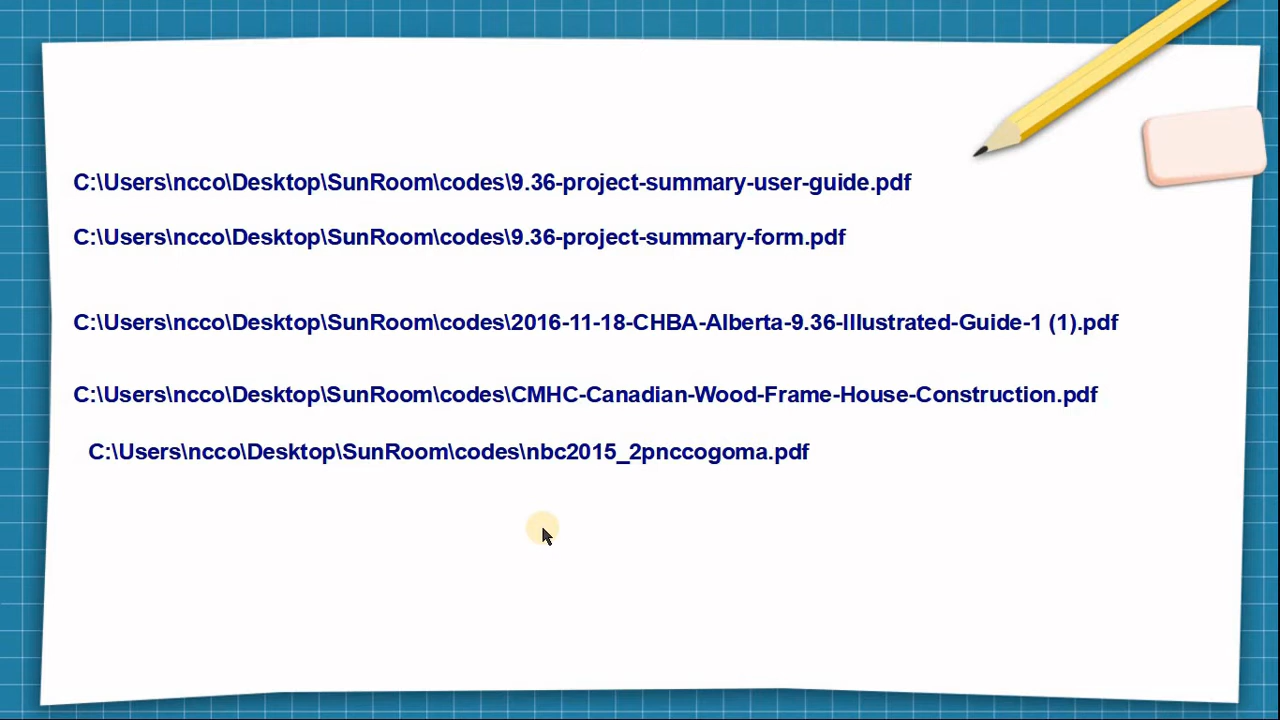 C:\Users\ncco\Desktop\SunRoom\codes\9.36-project-summary-user-guide.pdf
C:\Users\ncco\Desktop\SunRoom\codes\9.36-project-summary-form.pdf
C:\Users\ncco\Desktop\SunRoom\codes\2016-11-18-CHBA-Alberta-9.36-Illustrated-Guide-1 (1).pdf
C:\Users\ncco\Desktop\SunRoom\codes\CMHC-Canadian-Wood-Frame-House-Construction.pdf
C:\Users\ncco\Desktop\SunRoom\codes\nbc2015_2pnccogoma.pdf